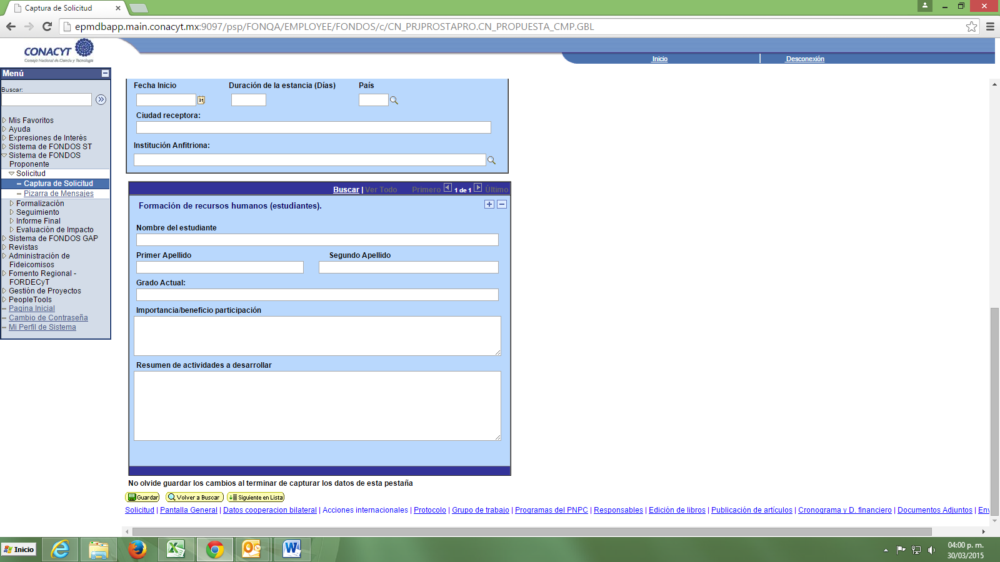 Captura de Solicitud
epmdbapp.main.conacyt.mx:9097/psp/FONQA/EMPLOYEE/FONDOS/c/CN_PRJPROSTAPRO.CN_PROPUESTA_CMP.GBL
CONACYT
Consejo Nacional de Ciencia y Tecnología
Inicio
Desconexión
Menú
Buscar:
Mis Favoritos
Ayuda
Expresiones de Interés
Sistema de FONDOS ST
Sistema de FONDOS
Proponente
Solicitud
Captura de Solicitud
Pizarra de Mensajes
Formalización
Seguimiento
Informe Final
Evaluación de Impacto
Sistema de FONDOS GAP
Revistas
Administración de
Fideicomisos
Fomento Regional -
FORDECyT
Gestión de Proyectos
PeopleTools
Pagina Inicial
Cambio de Contraseña
Mi Perfil de Sistema
Fecha Inicio Duración de la estancia (Días) País
31
Ciudad receptora:
Institución Anfitriona:
Buscar | Ver Todo Primero 1 de 1 Último
Formación de recursos humanos (estudiantes).
Nombre del estudiante
Primer Apellido Segundo Apellido
Grado Actual:
Importancia/beneficio participación
Resumen de actividades a desarrollar
No olvide guardar los cambios al terminar de capturar los datos de esta pestaña
Guardar Volver a Buscar Siguiente en Lista
Solicitud | Pantalla General | Datos cooperacion bilateral | Acciones internacionales | Protocolo | Grupo de trabajo | Programas del PNPC | Responsables | Edición de libros | Publicación de artículos | Cronograma y D. financiero | Documentos Adjuntos | Env
Inicio
04:00 p. m.
30/03/2015